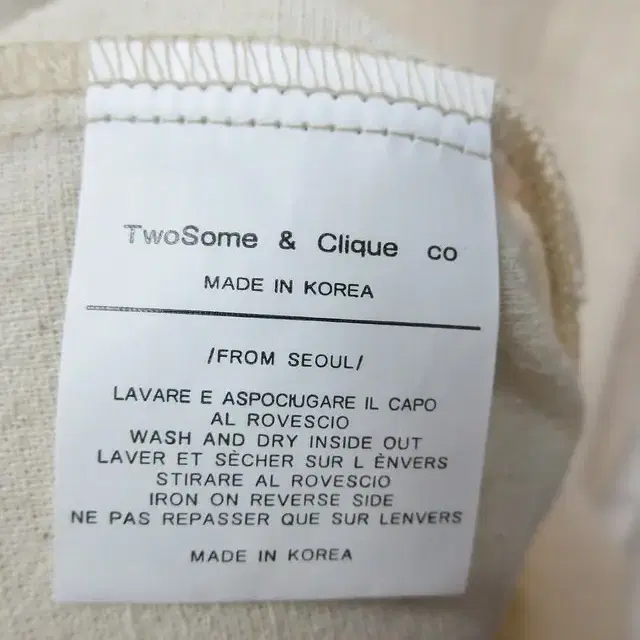 TwoSome & Clique co
MADE IN KOREA
/FROM SEOUL/
LAVARE E ASPOCIUGARE IL CAPO
AL ROVESCIO
WASH AND DRY INSIDE OUT
LAVER ET SÈCHER SUR L ÈNVERS
STIRARE AL ROVESCIO
IRON ON REVERSE SIDE
NE PAS REPASSER QUE SUR LENVERS
MADE IN KOREA